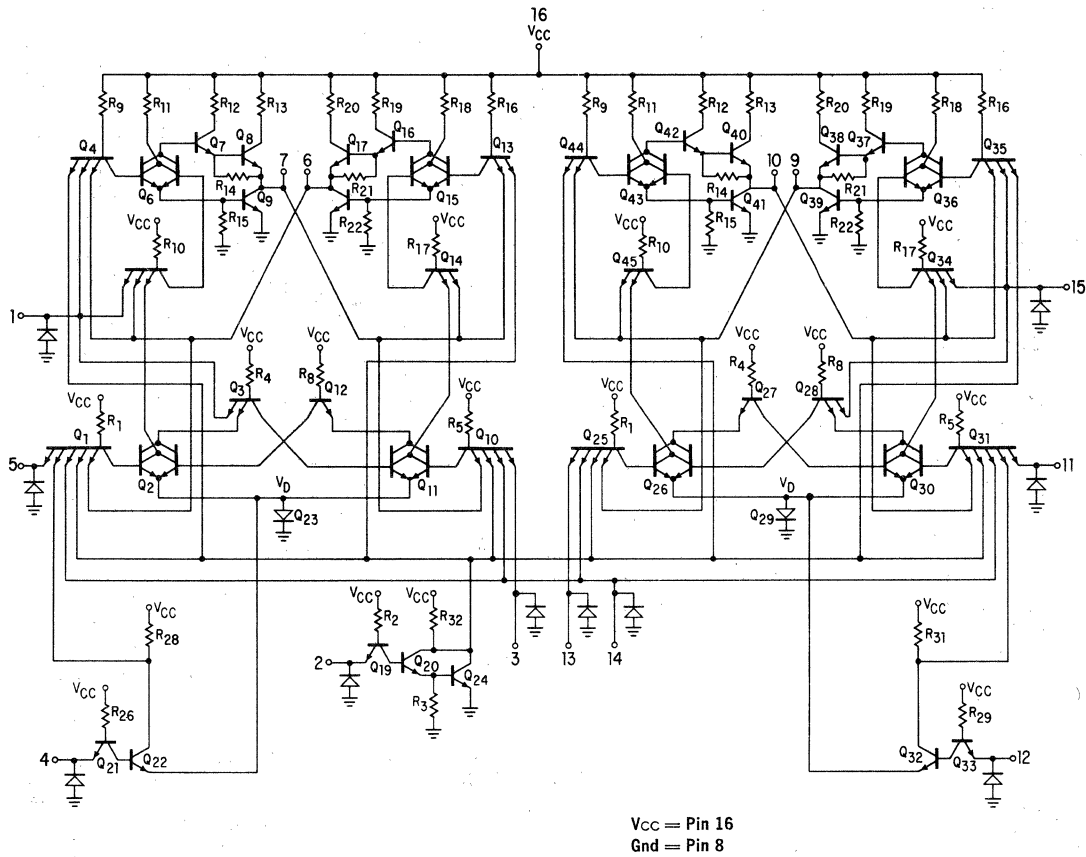 16
VCC
R9 R11 R12 R13 R20 R19 R18 R16 R9 R11 R12 R13 R20 R19 R18 R16
Q4 Q7 Q8 Q17 Q16 Q13 Q44 Q42 Q40 Q38 Q37 Q35
7 6 10 9
Q6 R14 Q9 R21 Q15 Q43 R14 Q41 Q39 R21 Q36
R15 R22 R15 R22
VCC VCC VCC VCC
R10 R17 Q14 R10 Q45 R17 Q34
1 15
VCC VCC VCC VCC
R4 R8 R4 R8
Q3 Q12 Q27 Q28
VCC R1 R5 VCC VCC R1 R5 VCC
Q1 Q10 Q25 Q31
5 11
Q2 Q11 Q26 Q30
VD VD
Q23 Q29
VCC VCC VCC VCC
R28 R2 R32 R31
2 Q19 Q20 Q24 3 13 14
R3
VCC VCC
R26 R29
4 Q21 Q22 Q32 Q33 12
VCC = Pin 16
Gnd = Pin 8